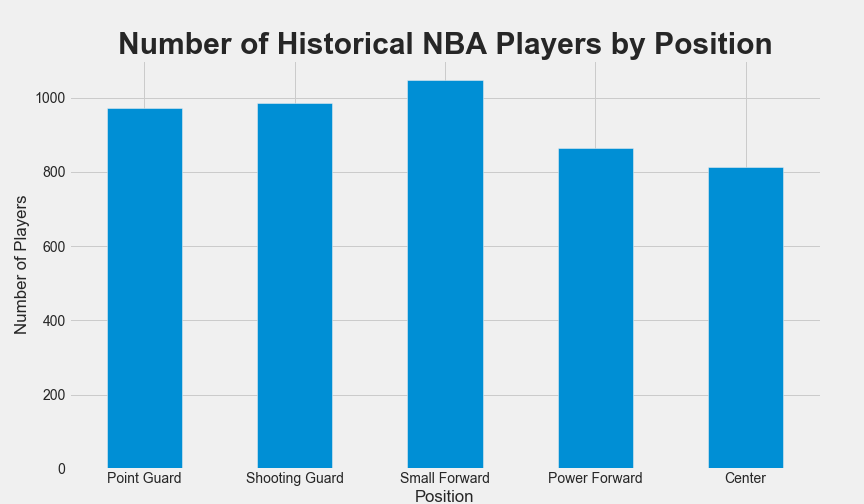 Number of Historical NBA Players by Position
Number of Players
1000
800
600
400
200
0
Point Guard
Shooting Guard
Small Forward
Power Forward
Center
Position